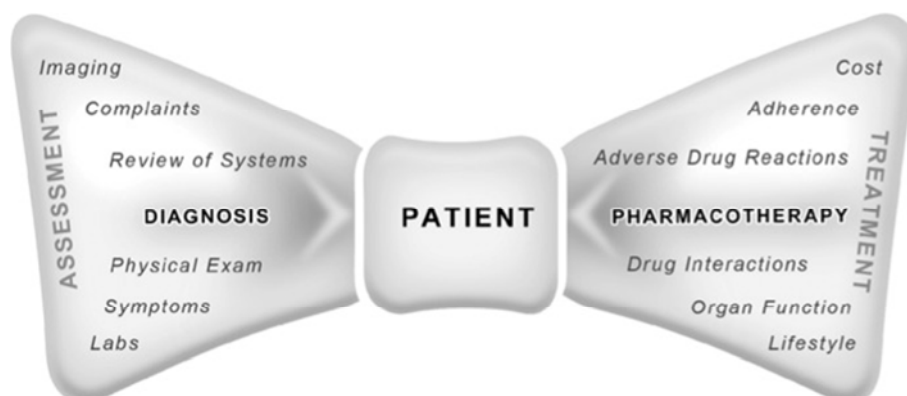 ASSESSMENT
Imaging
Complaints
Review of Systems
DIAGNOSIS
Physical Exam
Symptoms
Labs
PATIENT
Cost
Adherence
Adverse Drug Reactions
PHARMACOTHERAPY
Drug Interactions
Organ Function
Lifestyle
TREATMENT